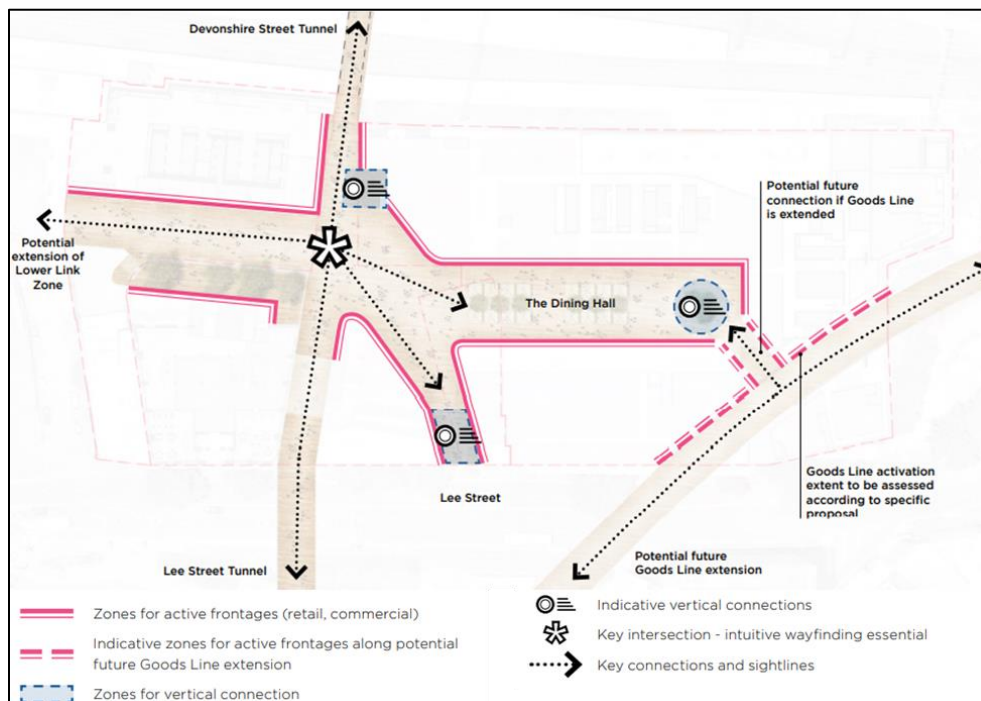 Devonshire Street Tunnel
Potential future
connection if Goods Line
is extended
Potential
extension of
Lower Link
Zone
The Dining Hall
Lee Street
Goods Line activation
extent to be assessed
according to specific
proposal
Lee Street Tunnel
Potential future
Goods Line extension
Zones for active frontages (retail, commercial)
Indicative zones for active frontages along potential
future Goods Line extension
Zones for vertical connection
Indicative vertical connections
Key intersection - intuitive wayfinding essential
Key connections and sightlines